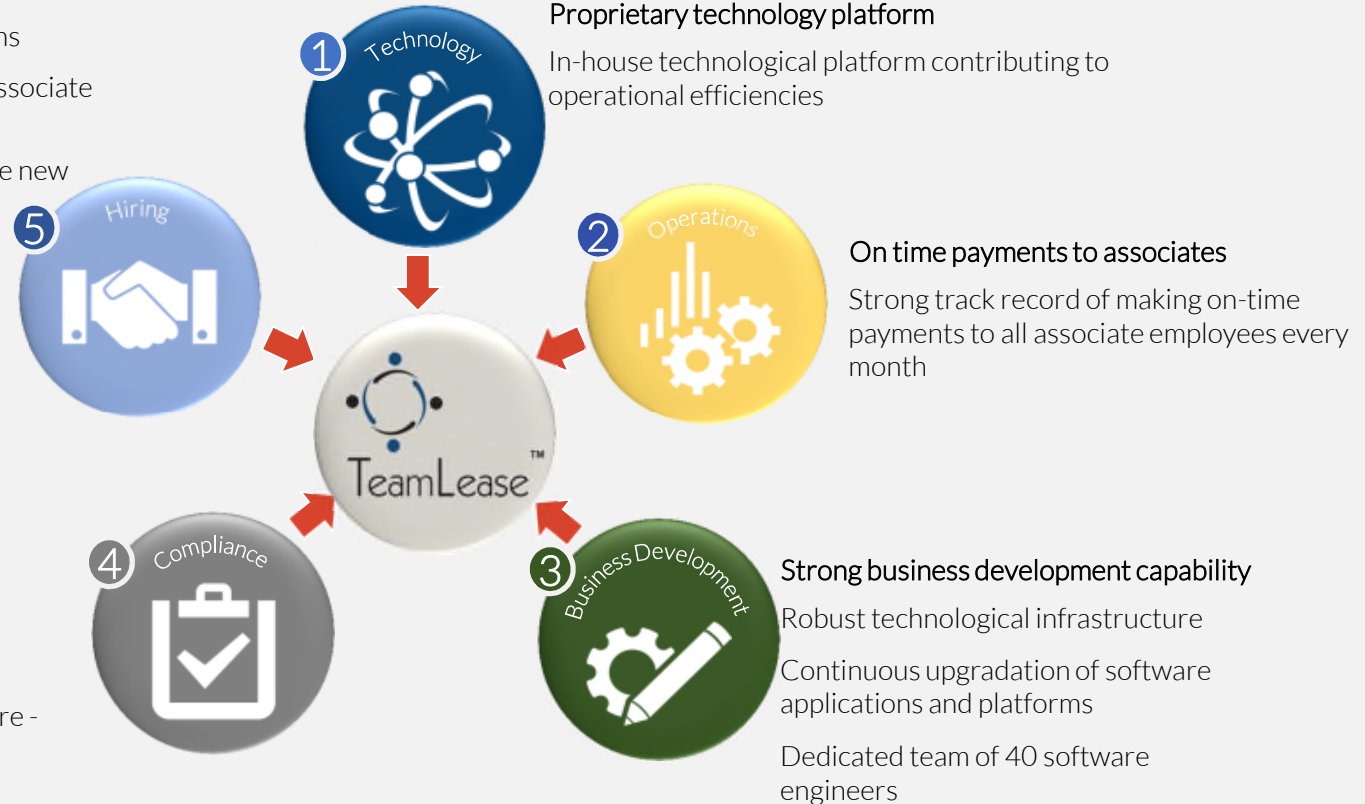 Proprietary technology platform
In-house technological platform contributing to
operational efficiencies
1
Technology
ssociate
e new
5
Hiring
2
Operations
On time payments to associates
Strong track record of making on-time
payments to all associate employees every
month
TeamLease
TM
4
Compliance
re -
3
Business Development
Strong business development capability
Robust technological infrastructure
Continuous upgradation of software
applications and platforms
Dedicated team of 40 software
engineers